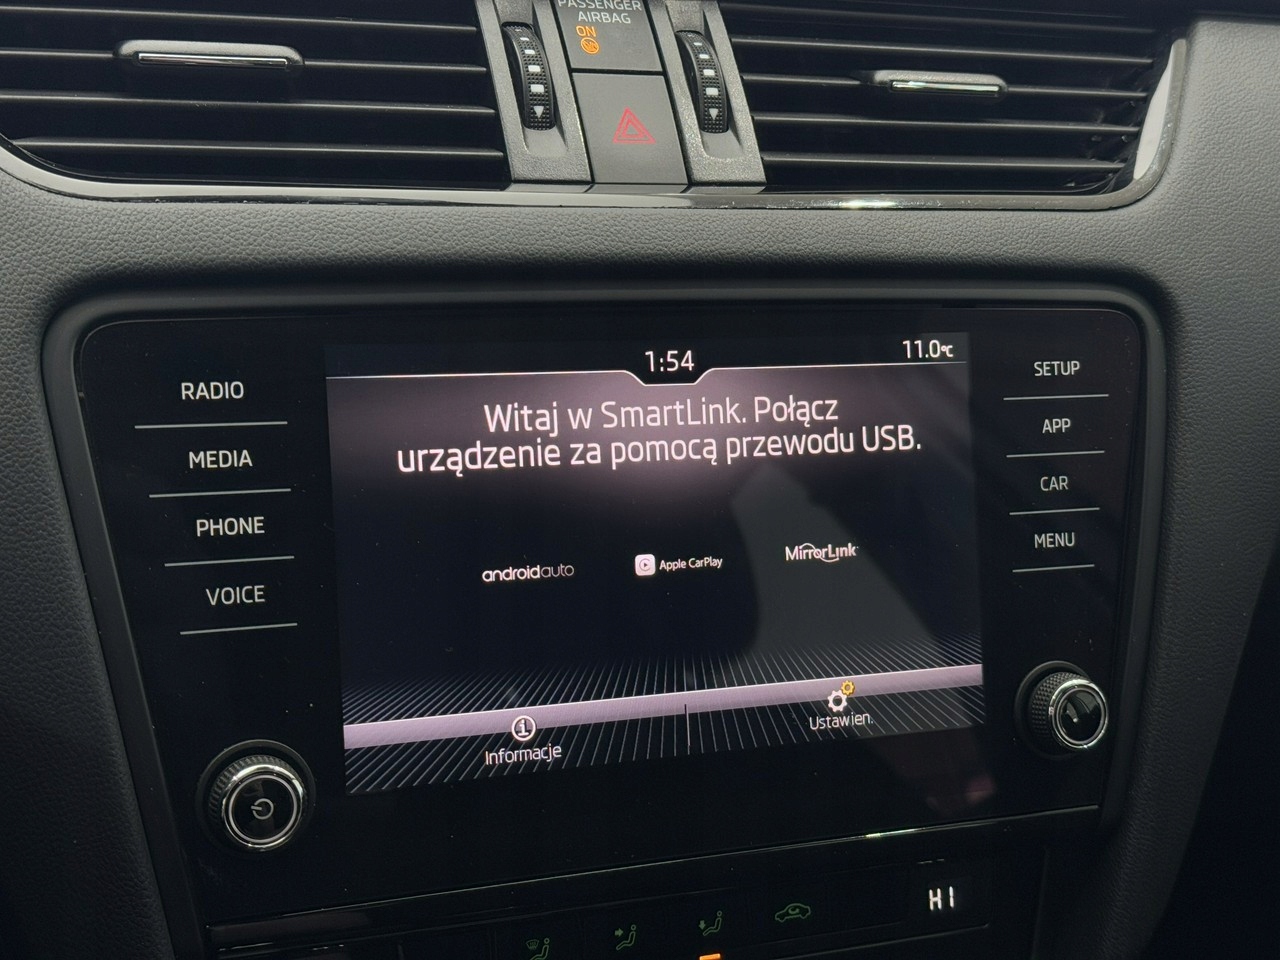 PASSENGER
AIRBAG
ON
1:54
11.0°C
Witaj w SmartLink. Połącz
urządzenie za pomocą przewodu USB.
androidauto
Apple CarPlay
MirrorLink
Informacje
Ustawien.
RADIO
MEDIA
PHONE
VOICE
SETUP
APP
CAR
MENU
HI